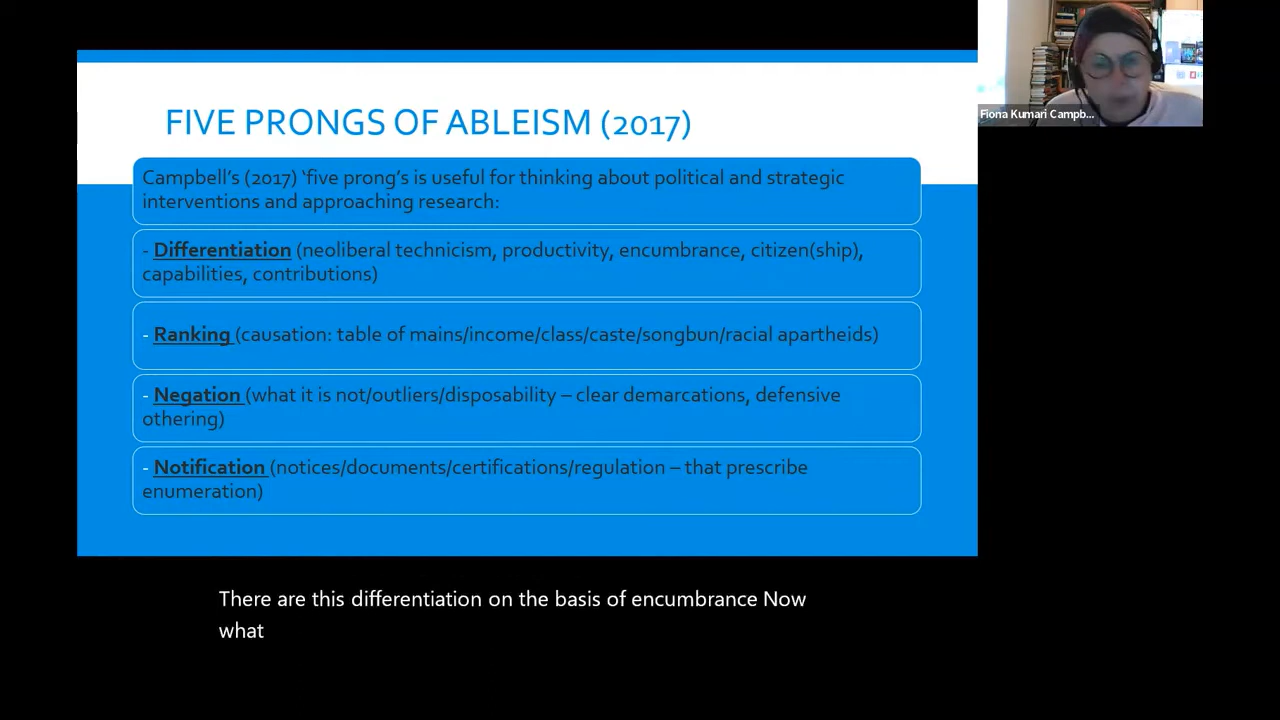 FIVE PRONGS OF ABLEISM (2017)
Campbell's (2017) 'five prong's is useful for thinking about political and strategic
interventions and approaching research:
- Differentiation (neoliberal technicism, productivity, encumbrance, citizen(ship),
capabilities, contributions)
- Ranking (causation: table of mains/income/class/caste/songbun/racial apartheids)
- Negation (what it is not/outliers/disposability – clear demarcations, defensive
othering)
- Notification (notices/documents/certifications/regulation – that prescribe
enumeration)
Fiona Kumari Campb...
There are this differentiation on the basis of encumbrance Now
what